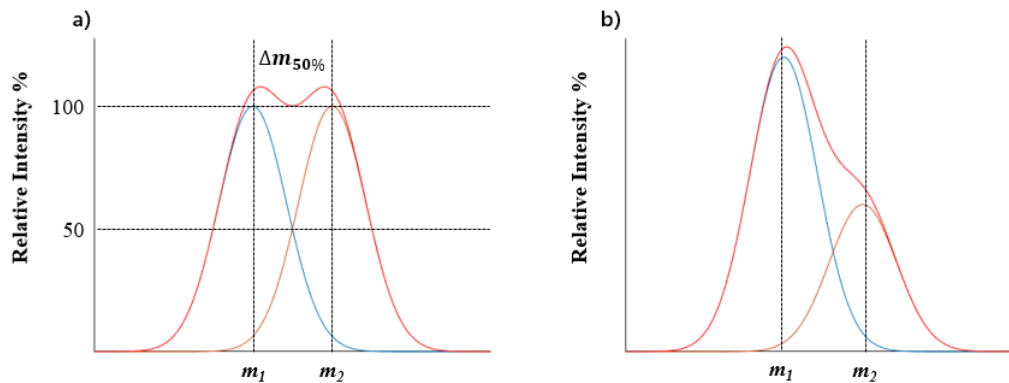 a)
Relative Intensity %
100
50
Δm50%
m1
m2
b)
Relative Intensity %
m1
m2